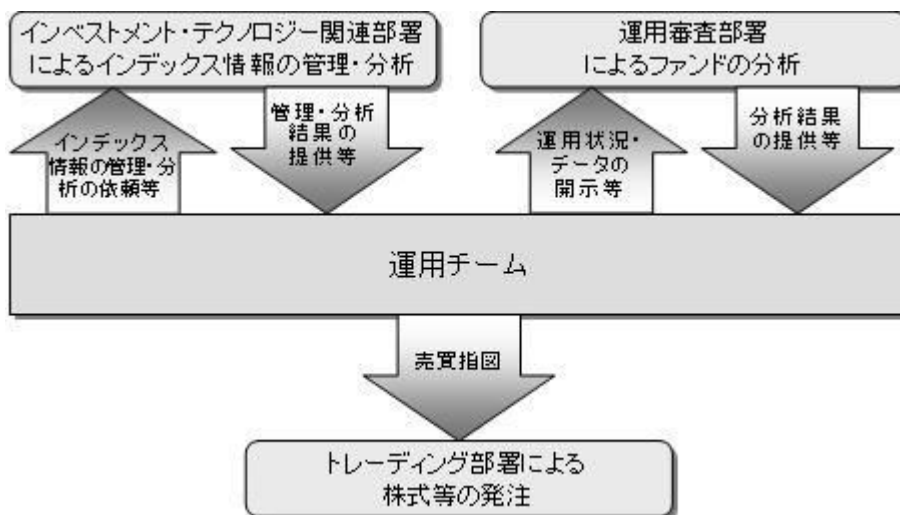 インベストメント・テクノロジー関連部署
によるインデックス情報の管理・分析
運用審査部署
によるファンドの分析
インデックス
情報の管理・分
析の依頼等
管理・分析
結果の
提供等
運用状況・
データの
開示等
分析結果
の提供等
運用チーム
売買指図
トレーディング部署による
株式等の発注